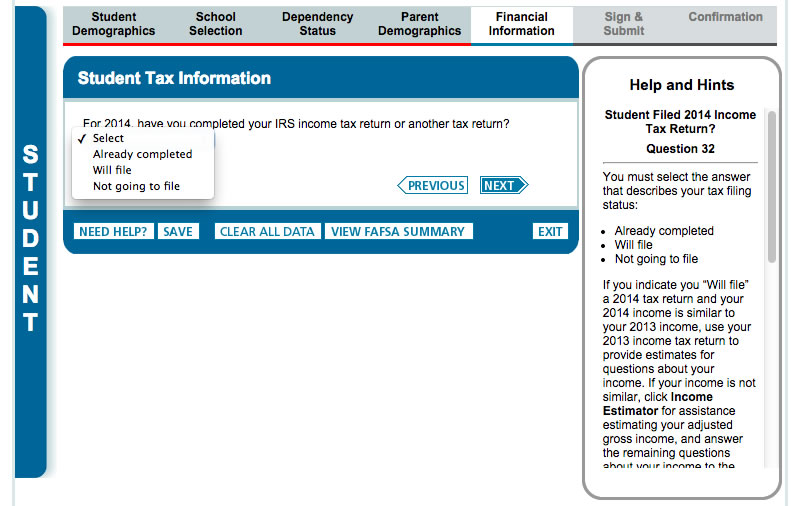 Student Demographics
School Selection
Dependency Status
Parent Demographics
Financial Information
Sign & Submit
Confirmation
STUDENT
Student Tax Information
For 2014, have you completed your IRS income tax return or another tax return?
✓ Select
Already completed
Will file
Not going to file
PREVIOUS
NEXT
NEED HELP?
SAVE
CLEAR ALL DATA
VIEW FAFSA SUMMARY
EXIT
Help and Hints
Student Filed 2014 Income
Tax Return?
Question 32
You must select the answer
that describes your tax filing
status:
• Already completed
• Will file
• Not going to file
If you indicate you “Will file”
a 2014 tax return and your
2014 income is similar to
your 2013 income, use your
2013 income tax return to
provide estimates for
questions about your
income. If your income is not
similar, click Income
Estimator for assistance
estimating your adjusted
gross income, and answer
the remaining questions
about your income to the